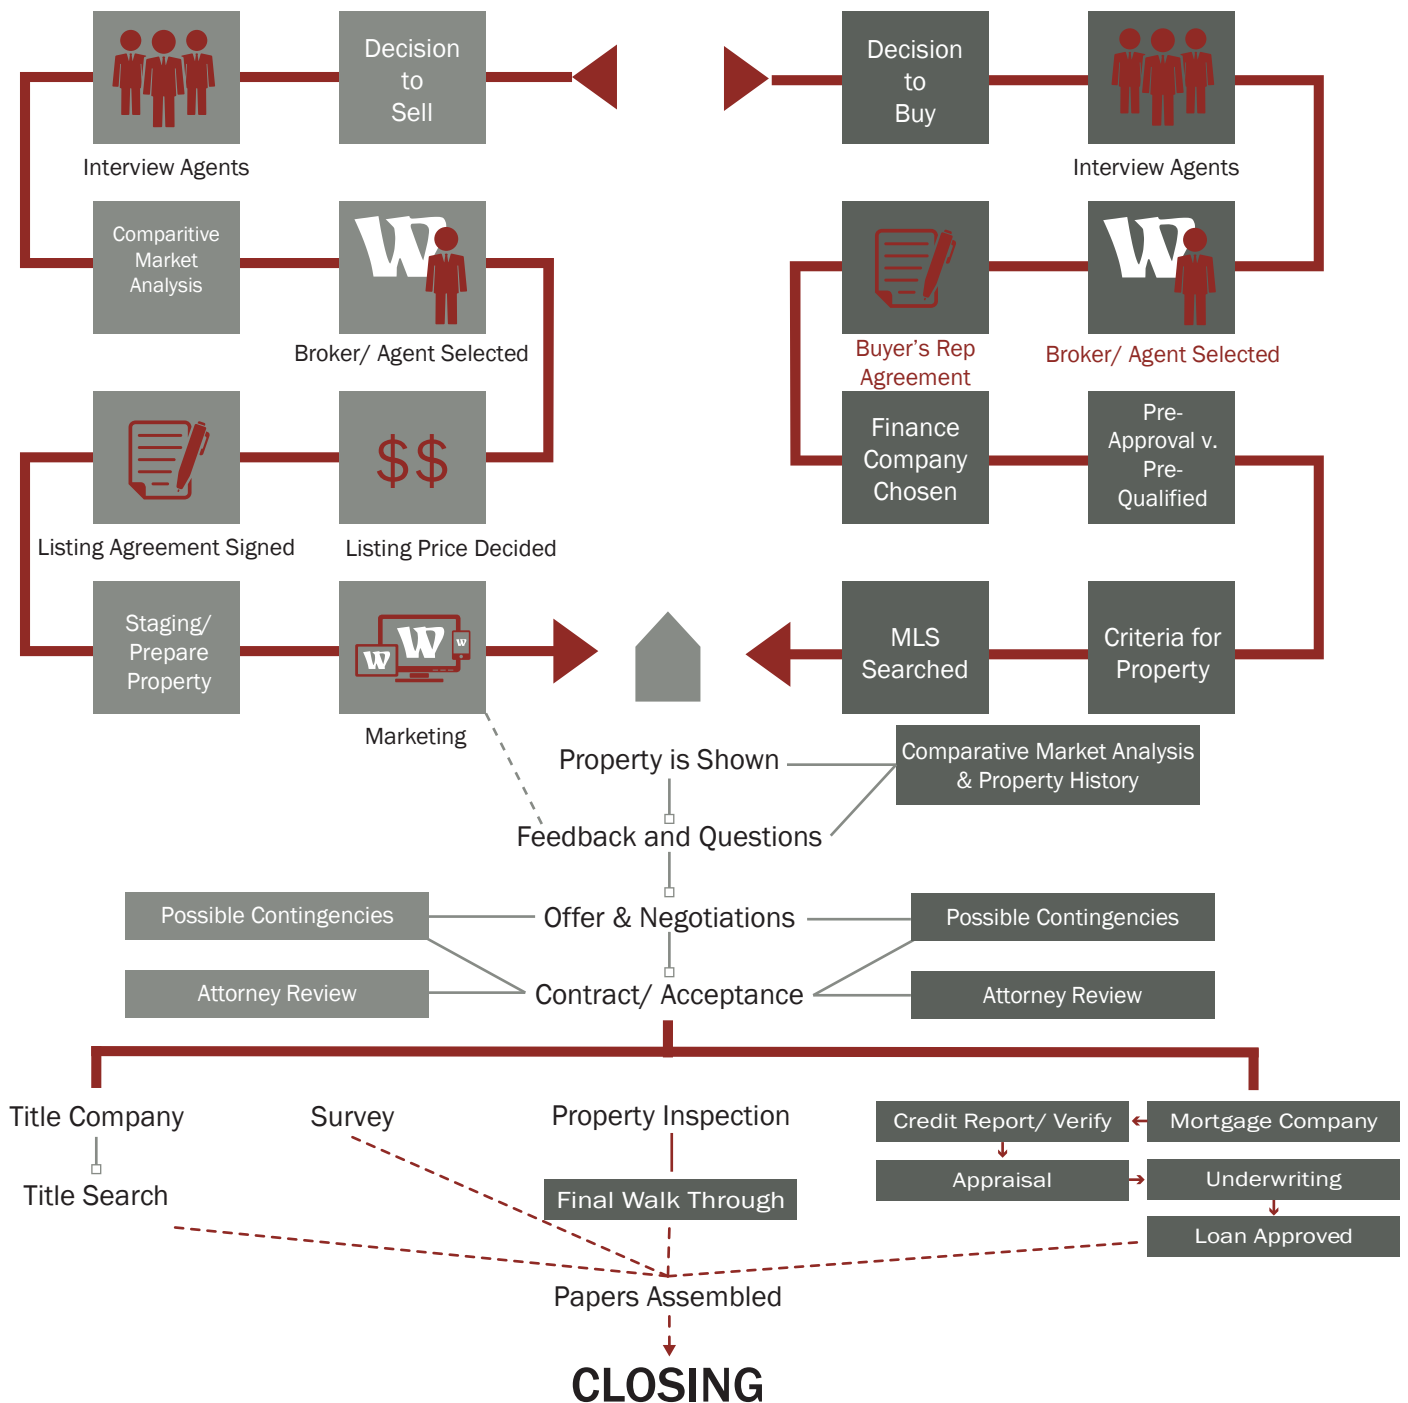 Decision
to
Sell
Decision
to
Buy
Interview Agents
Interview Agents
Comparitive
Market
Analysis
W
Broker/ Agent Selected
Buyer's Rep
Agreement
W
Broker/ Agent Selected
Listing Agreement Signed
$$
Listing Price Decided
Finance
Company
Chosen
Pre-
Approval v.
Pre-
Qualified
Staging/
Prepare
Property
W
W
W
Marketing
MLS
Searched
Criteria for
Property
Property is Shown
Comparative Market Analysis
& Property History
Feedback and Questions
Possible Contingencies
Offer & Negotiations
Possible Contingencies
Attorney Review
Contract/ Acceptance
Attorney Review
Title Company
Survey
Property Inspection
Credit Report/ Verify
Mortgage Company
Title Search
Final Walk Through
Appraisal
Underwriting
Loan Approved
Papers Assembled
CLOSING